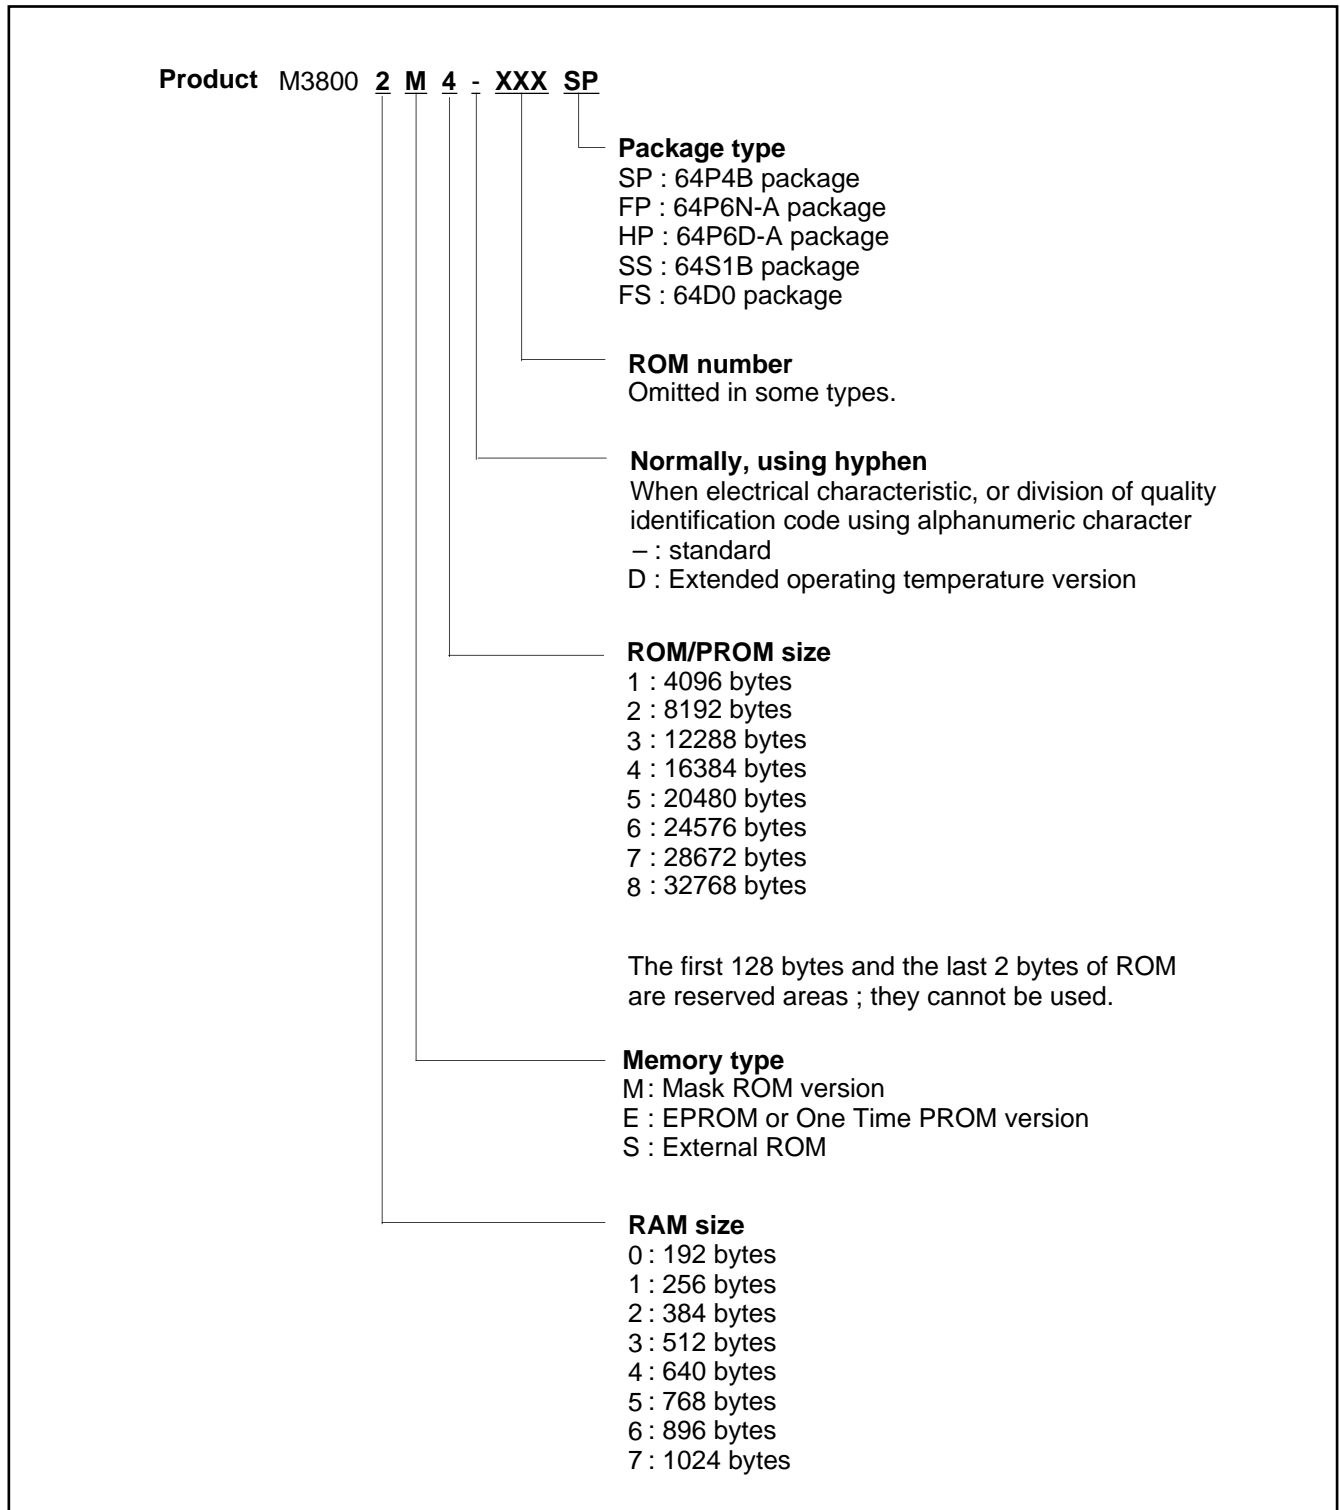 Product M3800 2 M 4 - XXX SP
Package type
SP : 64P4B package
FP : 64P6N-A package
HP : 64P6D-A package
SS : 64S1B package
FS : 64D0 package
ROM number
Omitted in some types.
Normally, using hyphen
When electrical characteristic, or division of quality
identification code using alphanumeric character
– : standard
D : Extended operating temperature version
ROM/PROM size
1 : 4096 bytes
2 : 8192 bytes
3 : 12288 bytes
4 : 16384 bytes
5 : 20480 bytes
6 : 24576 bytes
7 : 28672 bytes
8 : 32768 bytes
The first 128 bytes and the last 2 bytes of ROM
are reserved areas ; they cannot be used.
Memory type
M : Mask ROM version
E : EPROM or One Time PROM version
S : External ROM
RAM size
0 : 192 bytes
1 : 256 bytes
2 : 384 bytes
3 : 512 bytes
4 : 640 bytes
5 : 768 bytes
6 : 896 bytes
7 : 1024 bytes